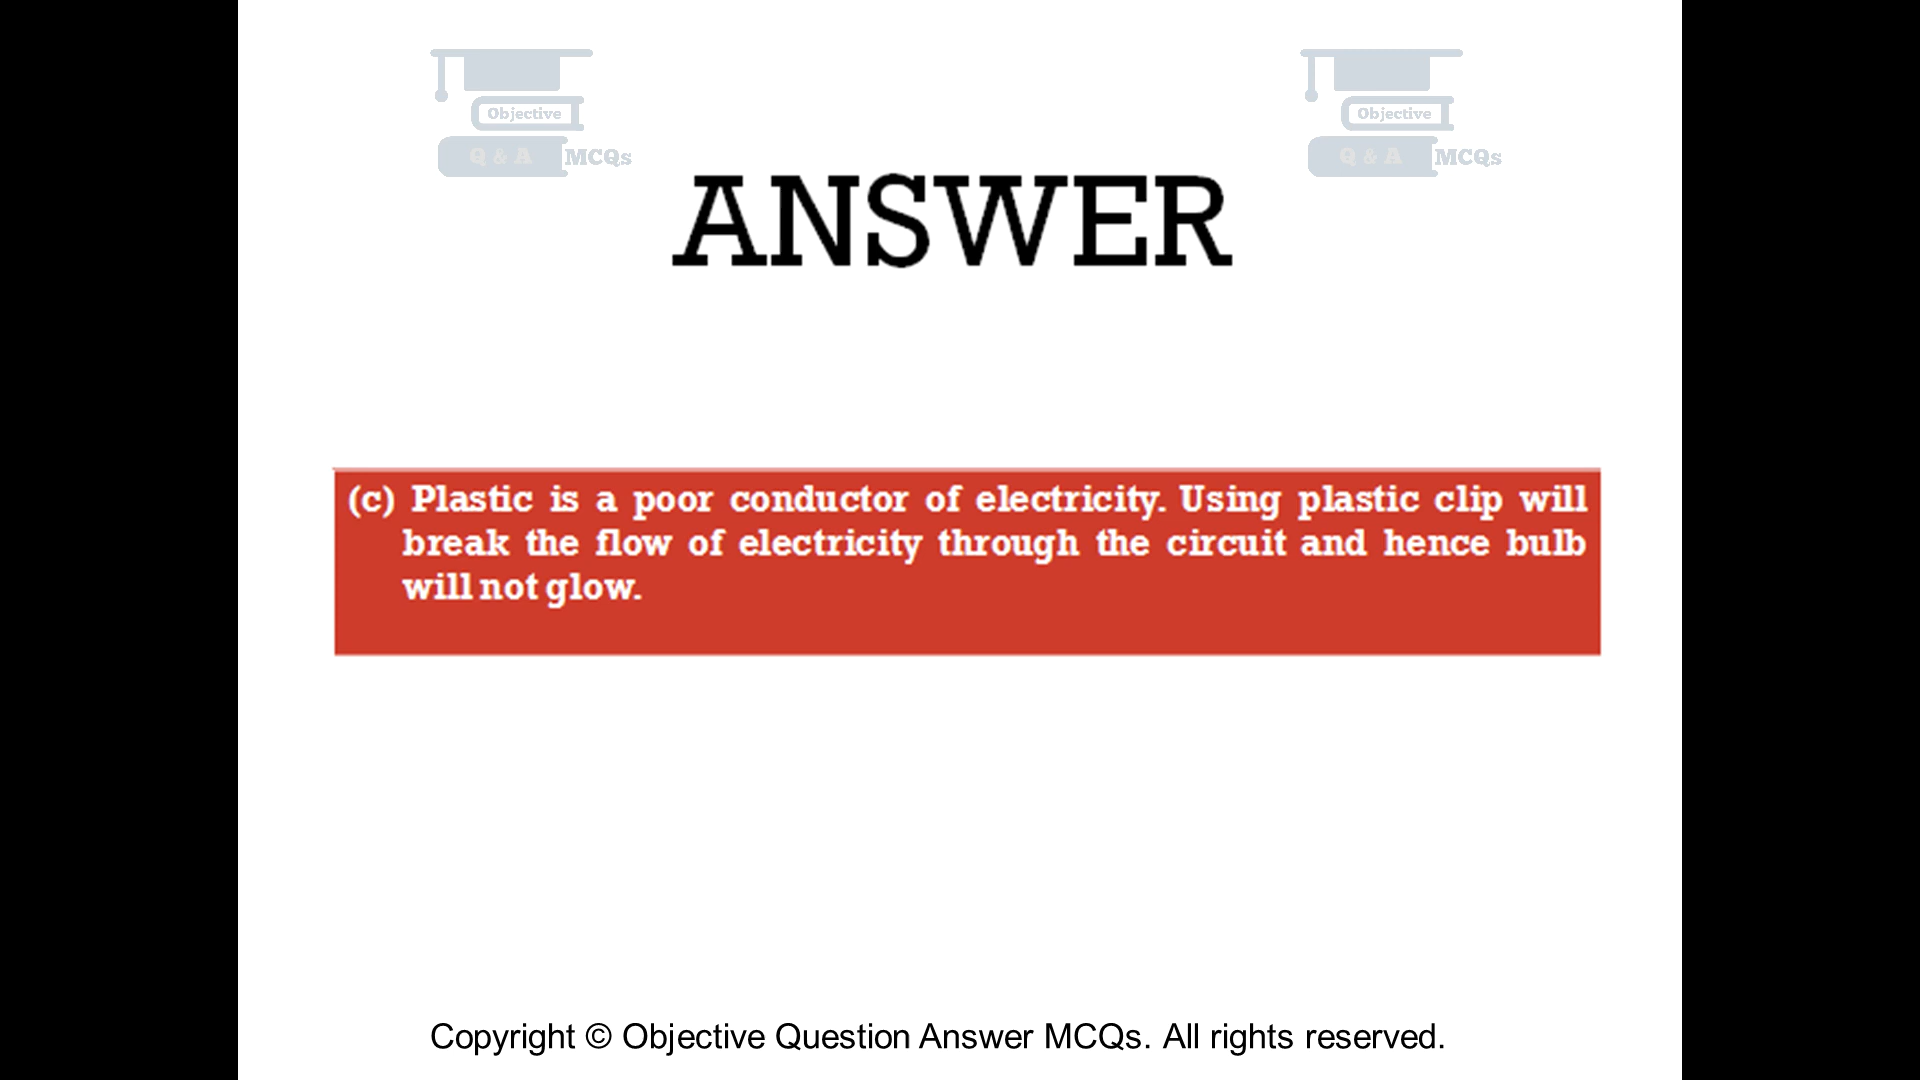 Objective
Q & A MCQs
Objective
Q & A MCQs
ANSWER
(c) Plastic is a poor conductor of electricity. Using plastic clip will
break the flow of electricity through the circuit and hence bulb
will not glow.
Copyright © Objective Question Answer MCQs. All rights reserved.